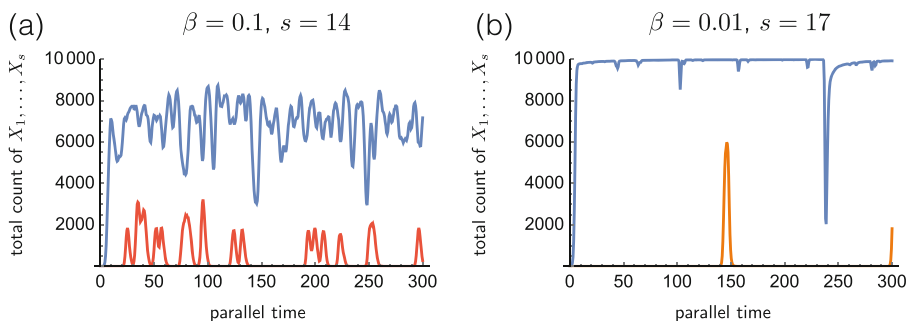 (a) β = 0.1, s = 14
total count of X₁, . . . , Xₛ
10 000
8000
6000
4000
2000
0 50 100 150 200 250 300
parallel time
(b) β = 0.01, s = 17
total count of X₁, . . . , Xₛ
10 000
8000
6000
4000
2000
0 50 100 150 200 250 300
parallel time